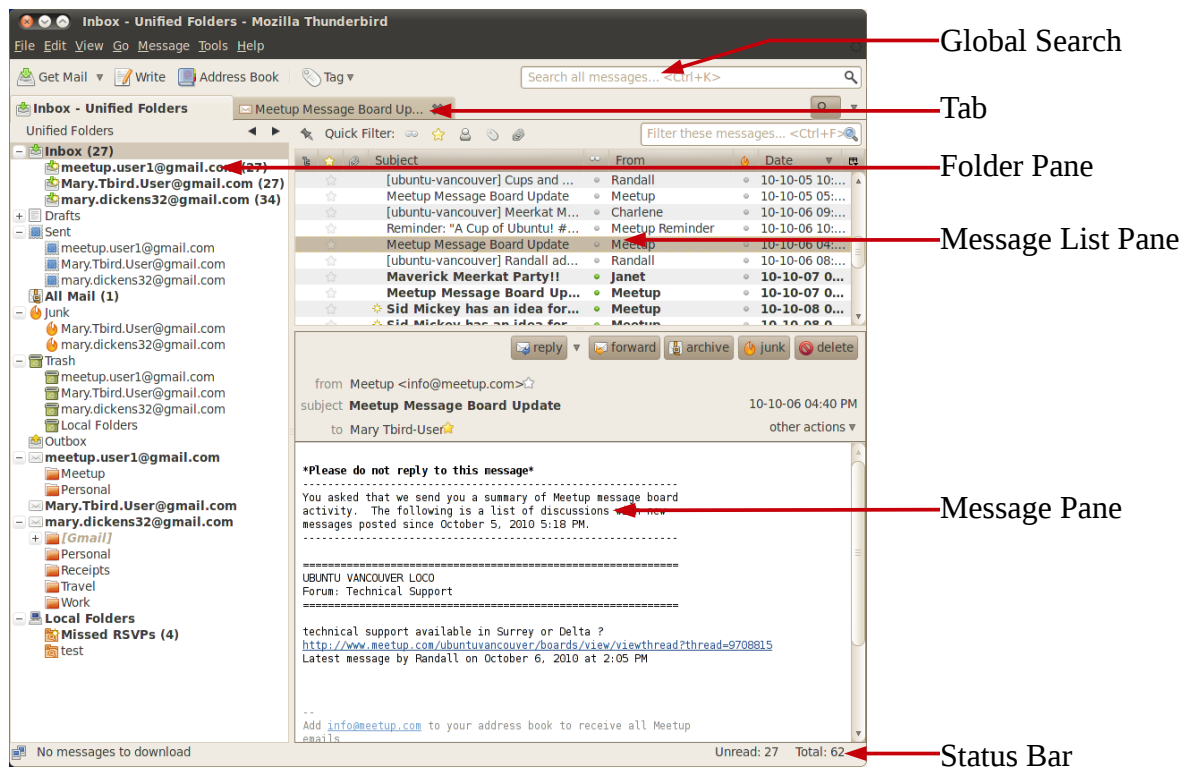 Inbox - Unified Folders - Mozilla Thunderbird
File Edit View Go Message Tools Help
Global Search
Get Mail Write Address Book Tag
Search all messages... <Ctrl+K>
Inbox - Unified Folders
Meetup Message Board Up...
Tab
Unified Folders
Quick Filter:
Filter these messages... <Ctrl+F>
Inbox (27)
meetup.user1@gmail.com (27)
Mary.Tbird.User@gmail.com (27)
mary.dickens32@gmail.com (34)
Drafts
Sent
meetup.user1@gmail.com
Mary.Tbird.User@gmail.com
mary.dickens32@gmail.com
All Mail (1)
Junk
Mary.Tbird.User@gmail.com
mary.dickens32@gmail.com
Trash
meetup.user1@gmail.com
Mary.Tbird.User@gmail.com
mary.dickens32@gmail.com
Local Folders
Outbox
meetup.user1@gmail.com
Meetup
Personal
Mary.Tbird.User@gmail.com
mary.dickens32@gmail.com
[Gmail]
Personal
Receipts
Travel
Work
Local Folders
Missed RSVPs (4)
test
Folder Pane
Subject From Date
[ubuntu-vancouver] Cups and ... Randall 10-10-05 10:...
Meetup Message Board Update Meetup 10-10-05 05:...
[ubuntu-vancouver] Meerkat M... Charlene 10-10-06 09:...
Reminder: "A Cup of Ubuntu! #... Meetup Reminder 10-10-06 10:...
Meetup Message Board Update Meetup 10-10-06 04:...
[ubuntu-vancouver] Randall ad... Randall 10-10-06 08:...
Maverick Meerkat Party!! Janet 10-10-07 0...
Meetup Message Board Up... Meetup 10-10-07 0...
Sid Mickey has an idea for... Meetup 10-10-08 0...
Sid Mickey has an idea for... Meetup 10-10-08 0...
Message List Pane
reply forward archive junk delete
from Meetup <info@meetup.com>
subject Meetup Message Board Update
10-10-06 04:40 PM
to Mary Tbird-User
other actions
*Please do not reply to this message*
You asked that we send you a summary of Meetup message board
activity. The following is a list of discussions with new
messages posted since October 5, 2010 5:18 PM.
Message Pane
UBUNTU VANCOUVER LOCO
Forum: Technical Support
technical support available in Surrey or Delta ?
http://www.meetup.com/ubuntuvancouver/boards/view/viewthread?thread=9708815
Latest message by Randall on October 6, 2010 at 2:05 PM
--
Add info@meetup.com to your address book to receive all Meetup
emails
No messages to download
Unread: 27 Total: 62
Status Bar